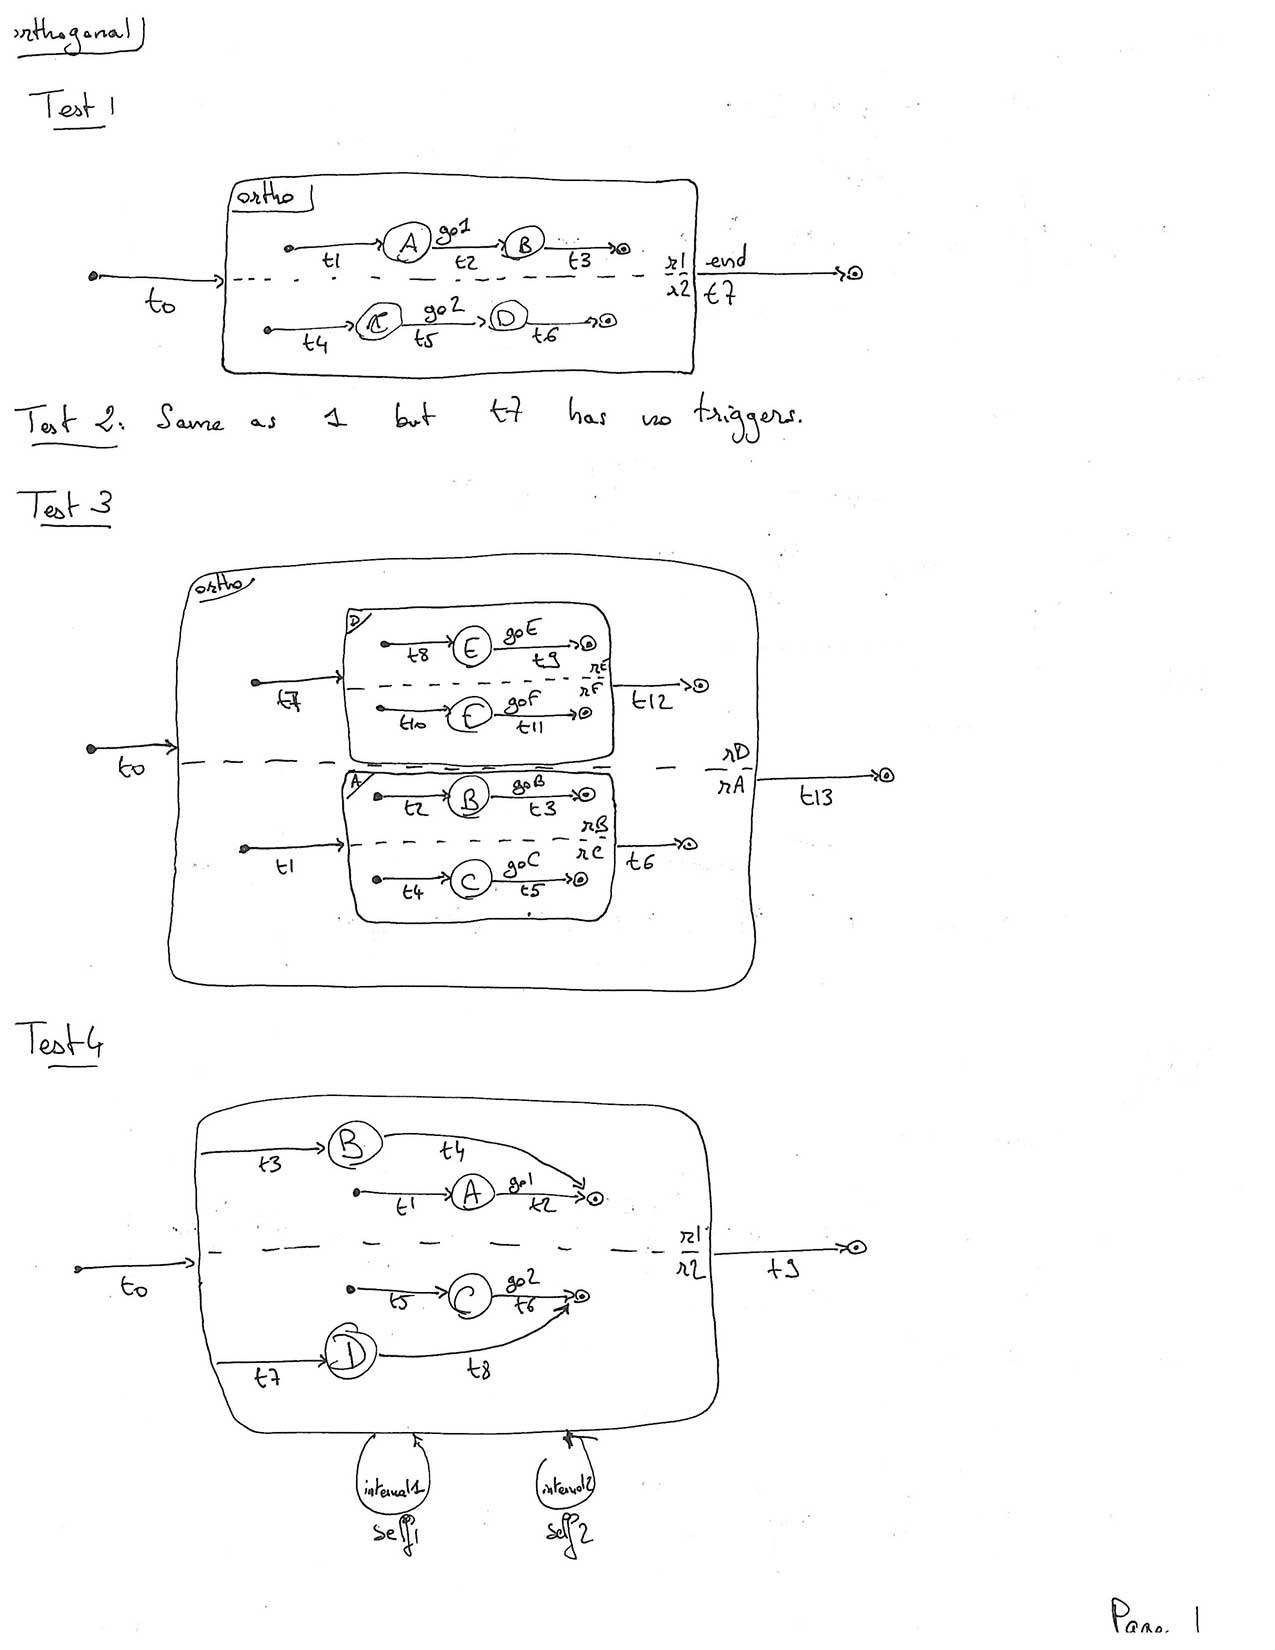 orthogonal
Test 1
ortho
A go1 B
t1 t2 t3
r1 end
t0
r2 t7
C go2 D
t4 t5 t6
Test 2: Same as 1 but t7 has no triggers.
Test 3
ortho
D
E goE
t8 t9
rE
t7
rF
t12
F goF
t10 t11
t0
rD
rA
t13
A
B goB
t2 t3
rB
t1
rC
t6
C goC
t4 t5
Test 4
B t4
t3
A go1
t1 t2
r1
t0
r2
t9
C go2
t5 t6
D
t7 t8
internal1 internal2
self1 self2
Page 1